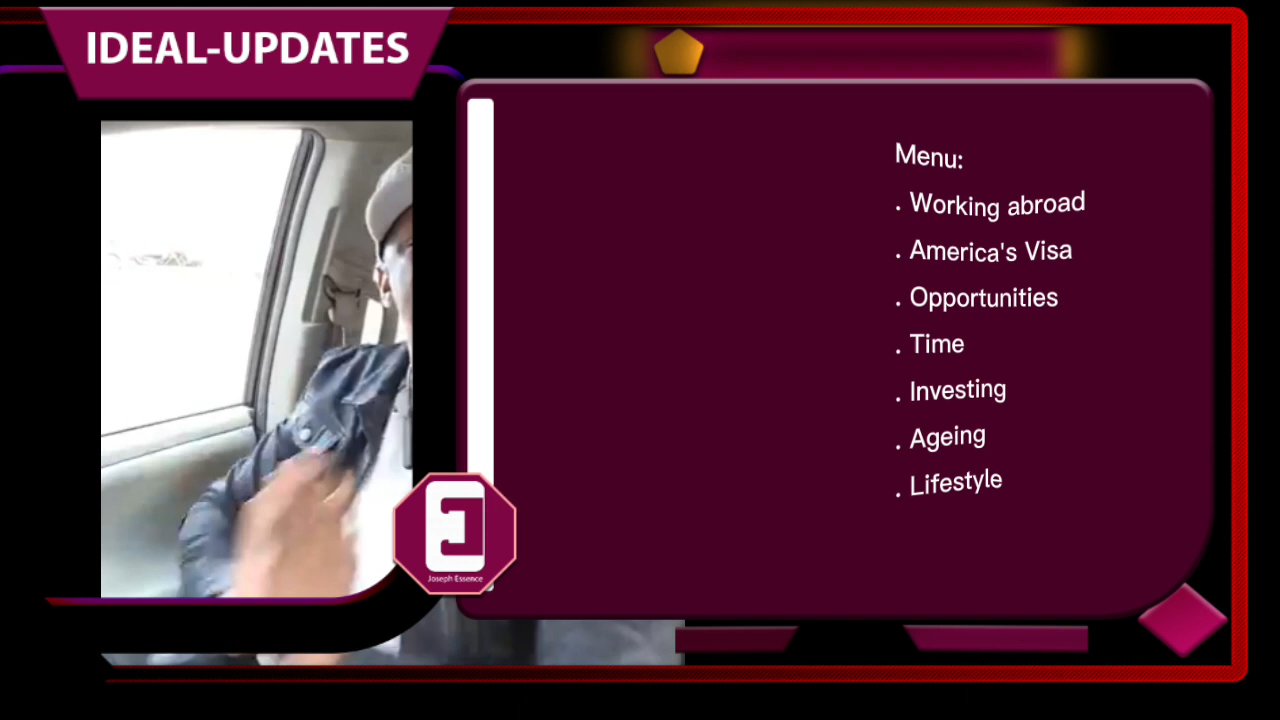 IDEAL-UPDATES
Menu:
. Working abroad
. America's Visa
. Opportunities
. Time
. Investing
. Ageing
. Lifestyle
Joseph Essence